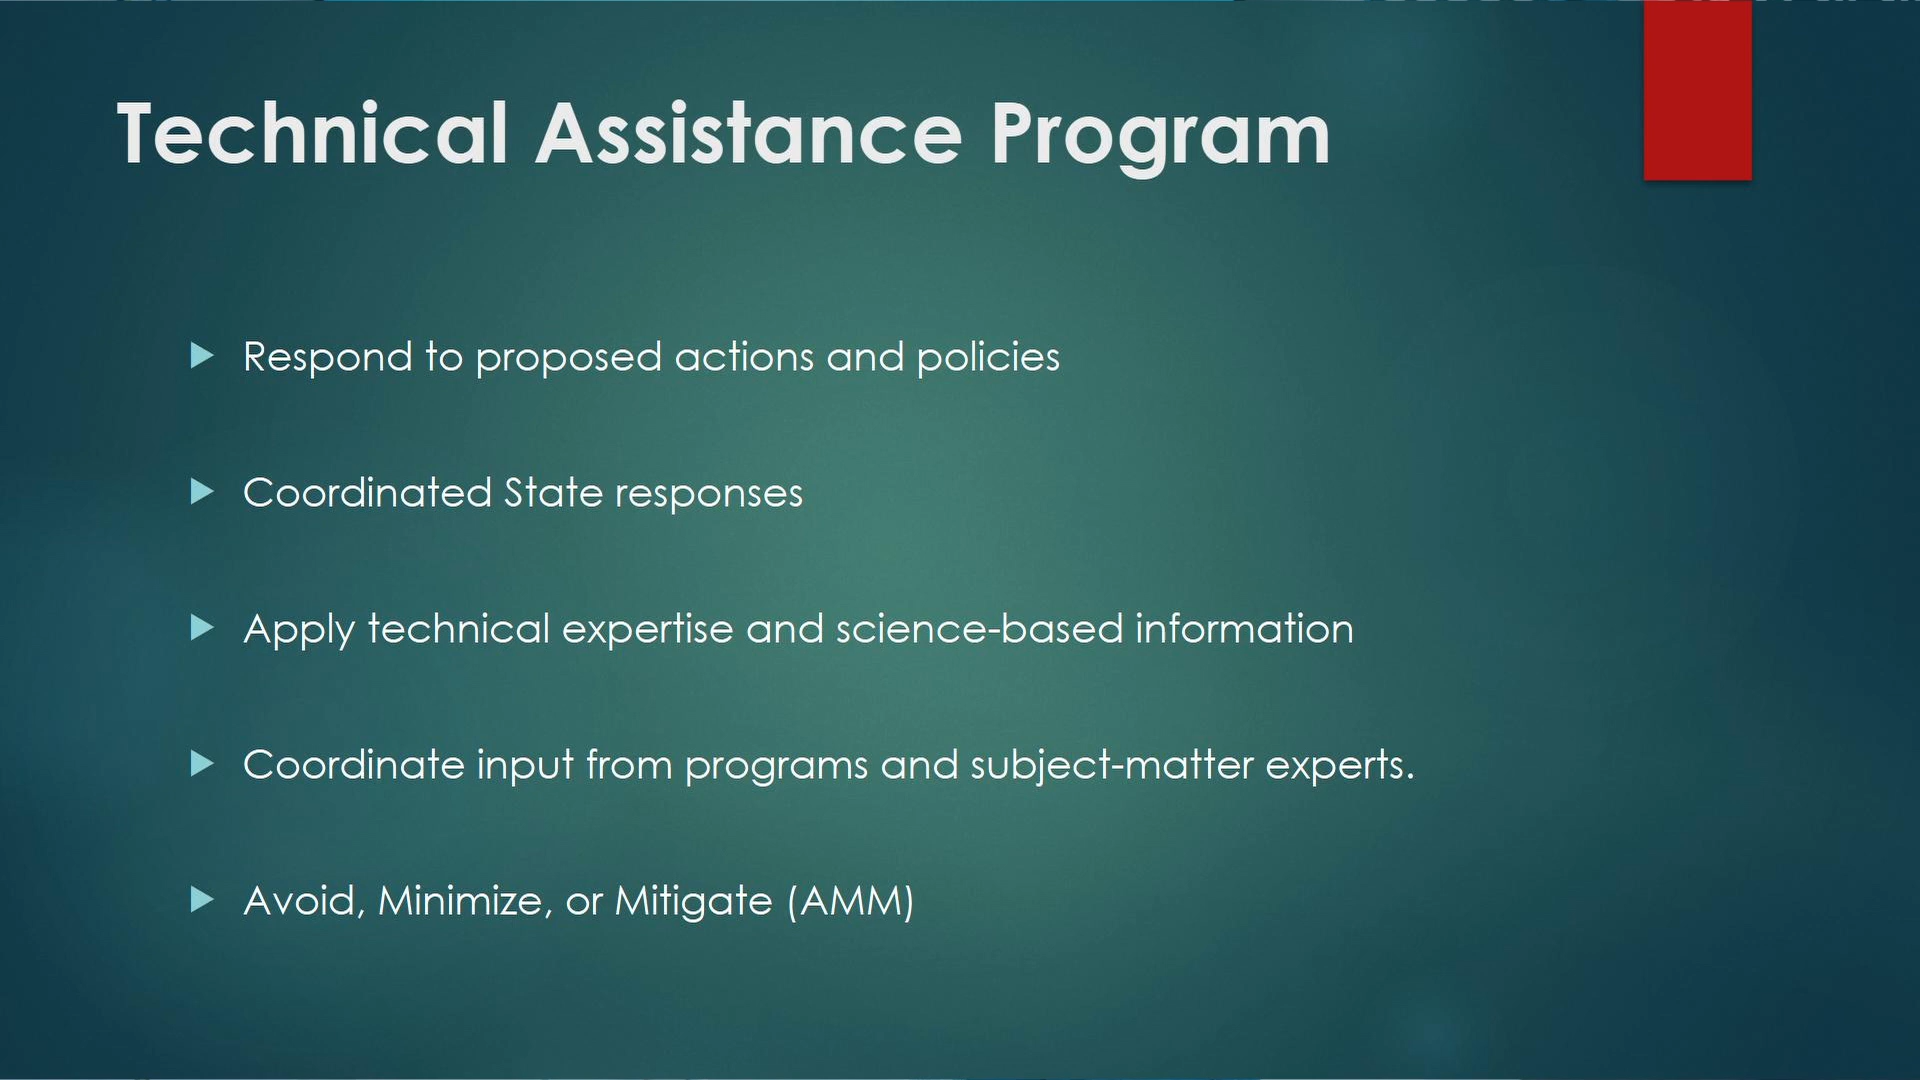 Technical Assistance Program
Respond to proposed actions and policies
Coordinated State responses
Apply technical expertise and science-based information
Coordinate input from programs and subject-matter experts.
Avoid, Minimize, or Mitigate (AMM)